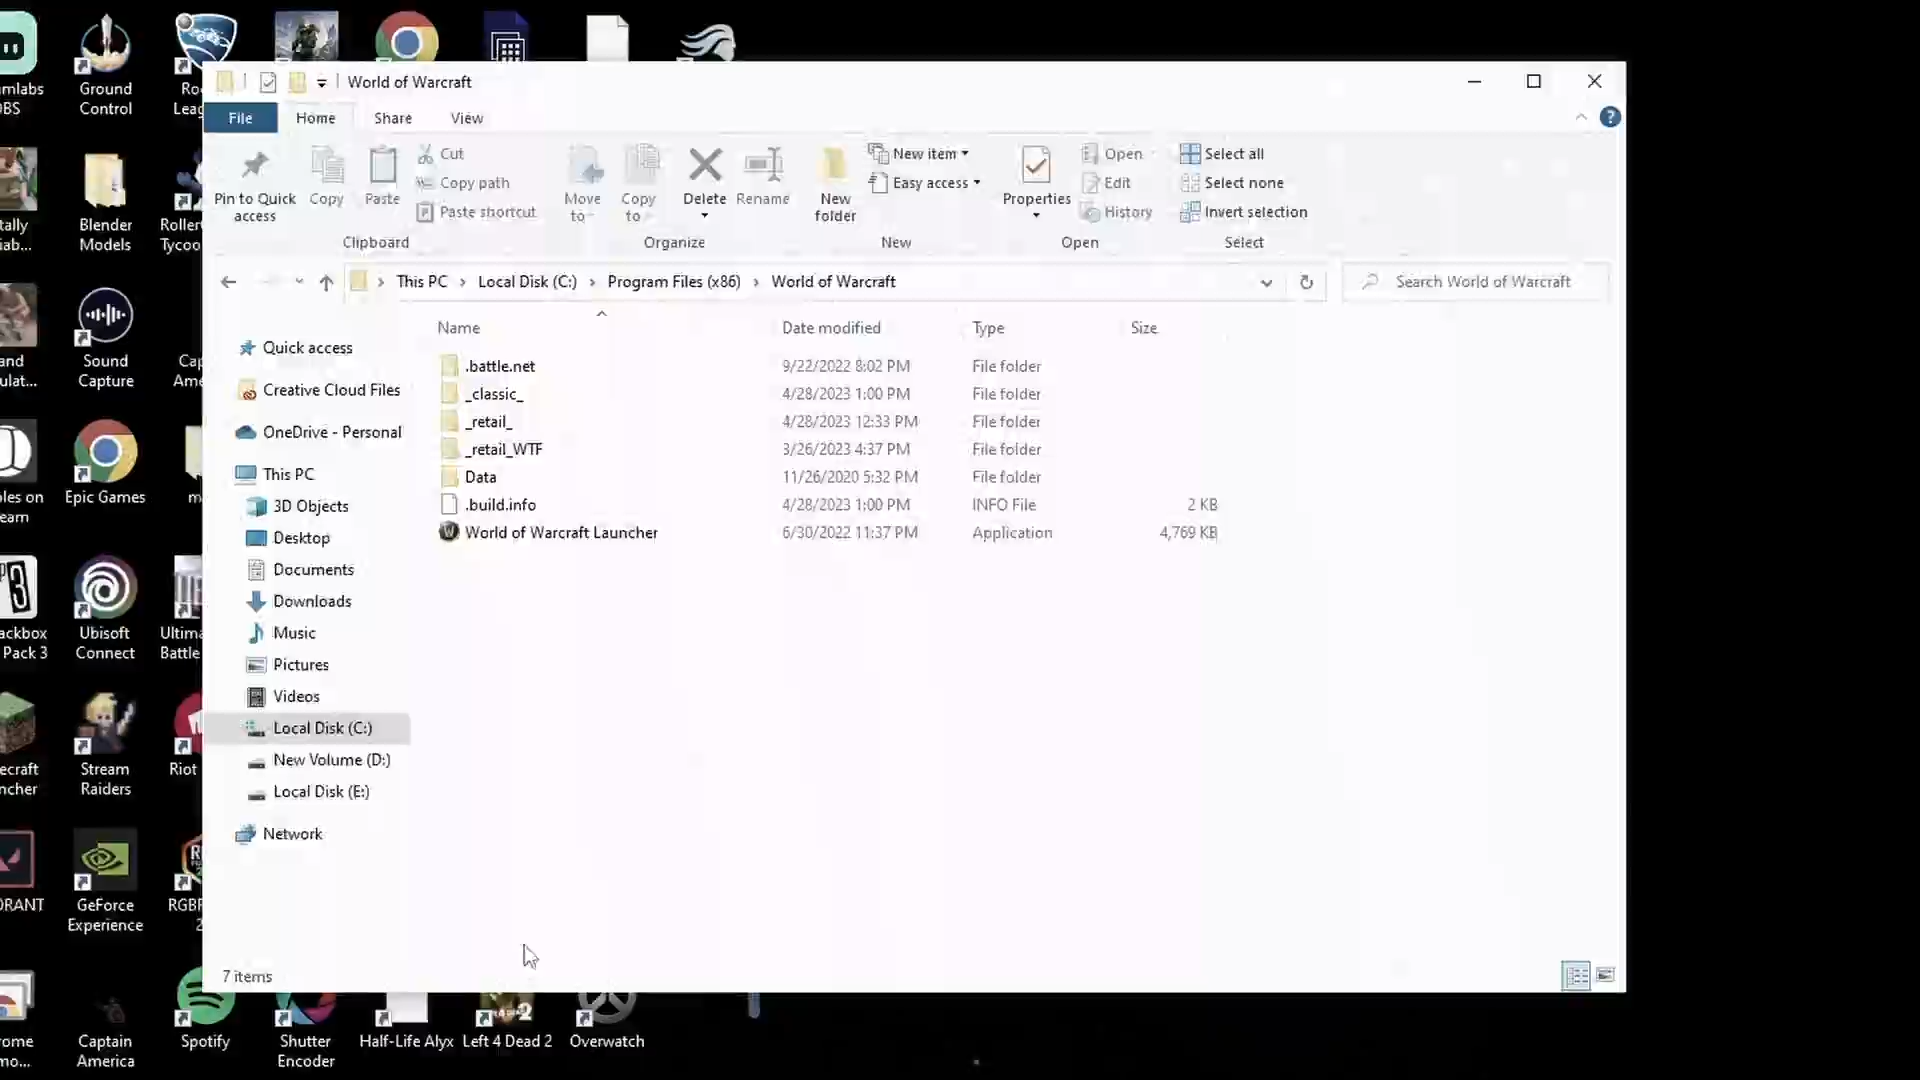 World of Warcraft
File Home Share View
Pin to Quick access
Copy
Paste
Cut
Copy path
Paste shortcut
Clipboard
Move to
Copy to
Delete
Rename
Organize
New folder
New item
Easy access
New
Properties
Open
Edit
History
Open
Select all
Select none
Invert selection
Select
This PC > Local Disk (C:) > Program Files (x86) > World of Warcraft
Search World of Warcraft
Name Date modified Type Size
.battle.net 9/22/2022 8:02 PM File folder
_classic_ 4/28/2023 1:00 PM File folder
_retail_ 4/28/2023 12:33 PM File folder
_retail_WTF 3/26/2023 4:37 PM File folder
Data 11/26/2020 5:32 PM File folder
.build.info 4/28/2023 1:00 PM INFO File 2 KB
World of Warcraft Launcher 6/30/2022 11:37 PM Application 4,769 KB
Quick access
Creative Cloud Files
OneDrive - Personal
This PC
3D Objects
Desktop
Documents
Downloads
Music
Pictures
Videos
Local Disk (C:)
New Volume (D:)
Local Disk (E:)
Network
7 items
Ground
Control
Blender
Models
Sound
Capture
Epic Games
Ubisoft
Connect
Stream
Raiders
GeForce
Experience
Captain
America
Spotify
Shutter
Encoder
Half-Life Alyx
Left 4 Dead 2
Overwatch
Riot
Pack 3